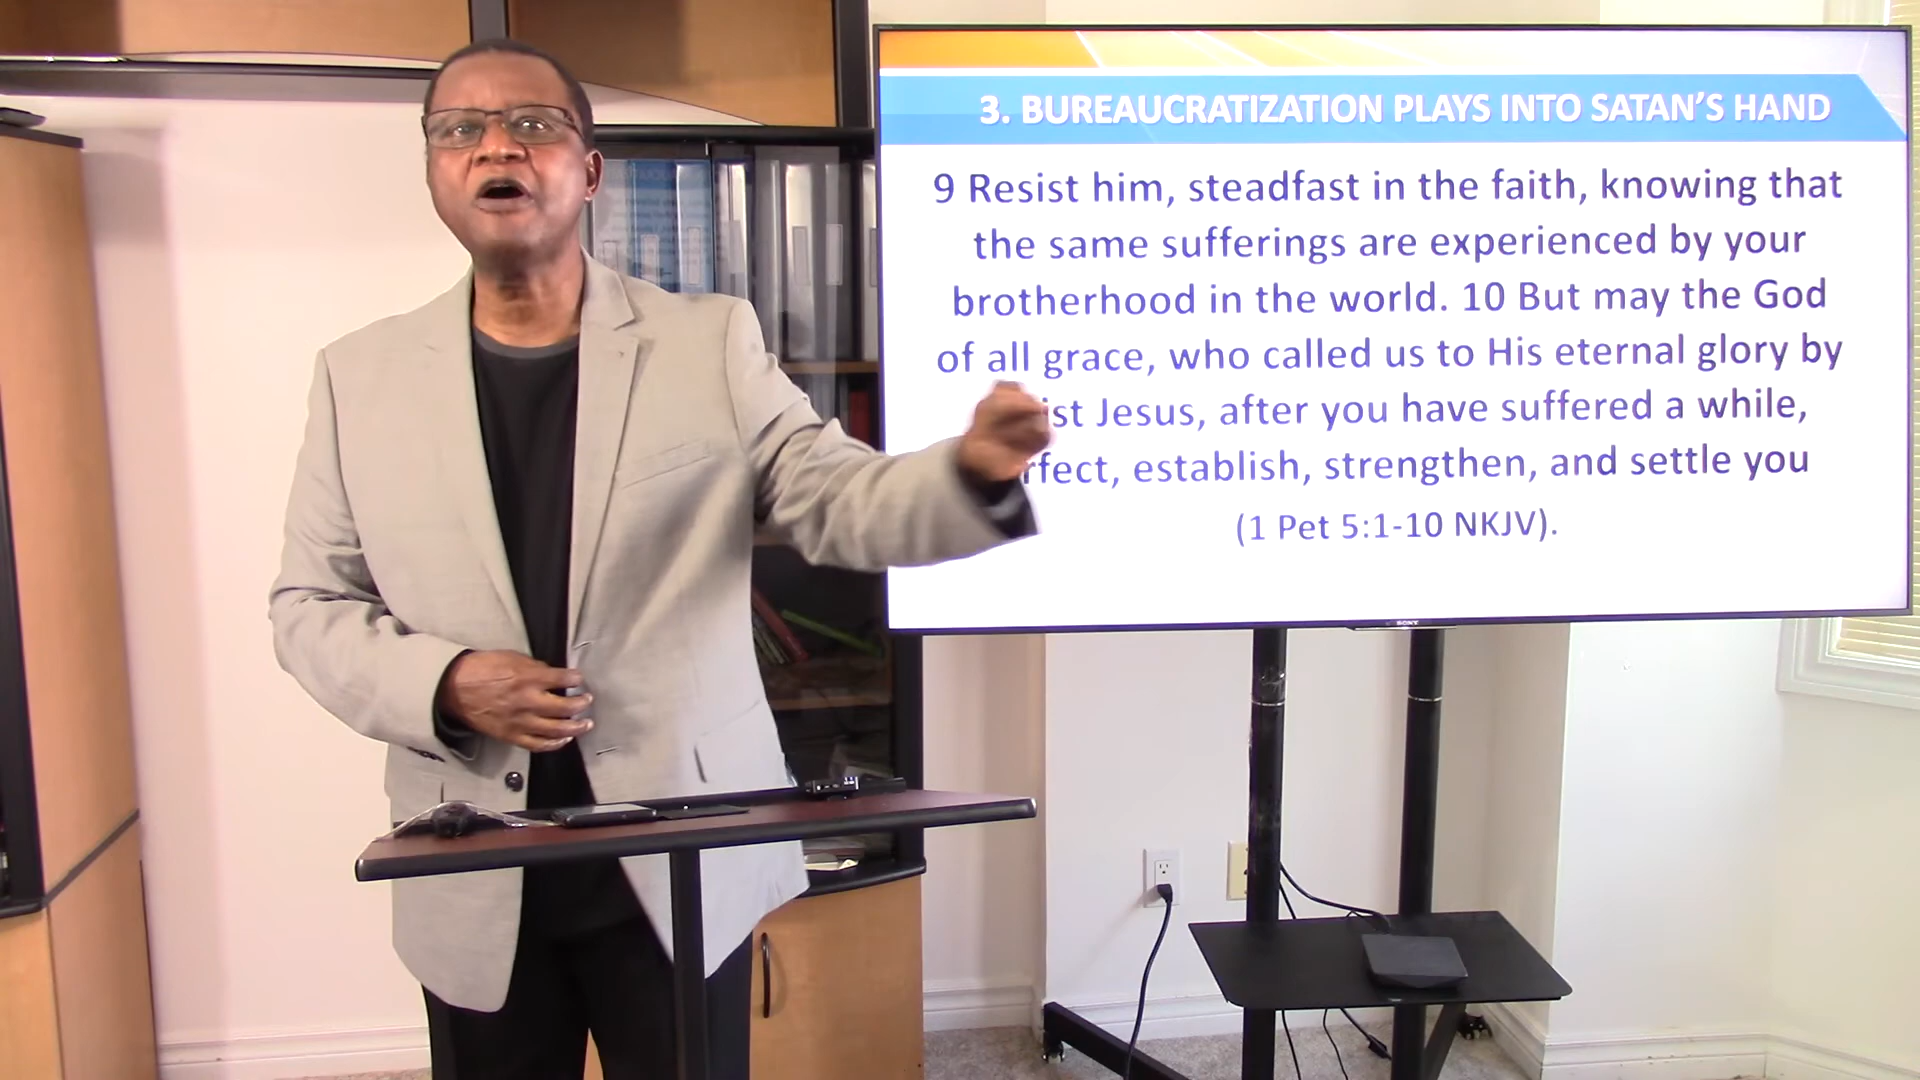 3. BUREAUCRATIZATION PLAYS INTO SATAN'S HAND
9 Resist him, steadfast in the faith, knowing that
the same sufferings are experienced by your
brotherhood in the world. 10 But may the God
of all grace, who called us to His eternal glory by
ist Jesus, after you have suffered a while,
rfect, establish, strengthen, and settle you
(1 Pet 5:1-10 NKJV).
SONY